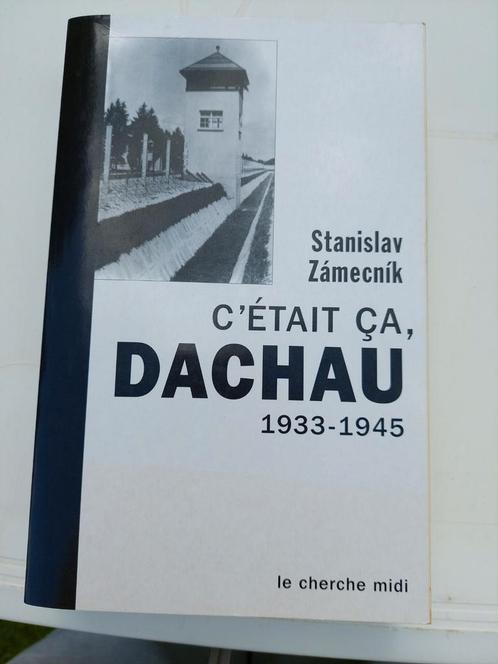 Stanislav
Zámecník
C'ÉTAIT ÇA,
DACHAU
1933-1945
le cherche midi